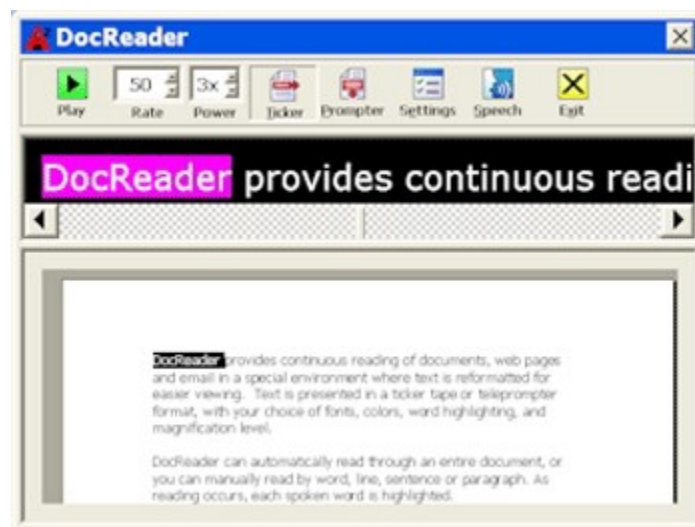 DocReader
Play
50
Rate
3x
Power
Ticker
Prompter
Settings
Speech
Exit
DocReader provides continuous readi
DocReader provides continuous reading of documents, web pages
and email in a special environment where text is reformatted for
easier viewing. Text is presented in a ticker tape or teleprompter
format, with your choice of fonts, colors, word highlighting, and
magnification level.
DocReader can automatically read through an entire document, or
you can manually read by word, line, sentence or paragraph. As
reading occurs, each spoken word is highlighted.